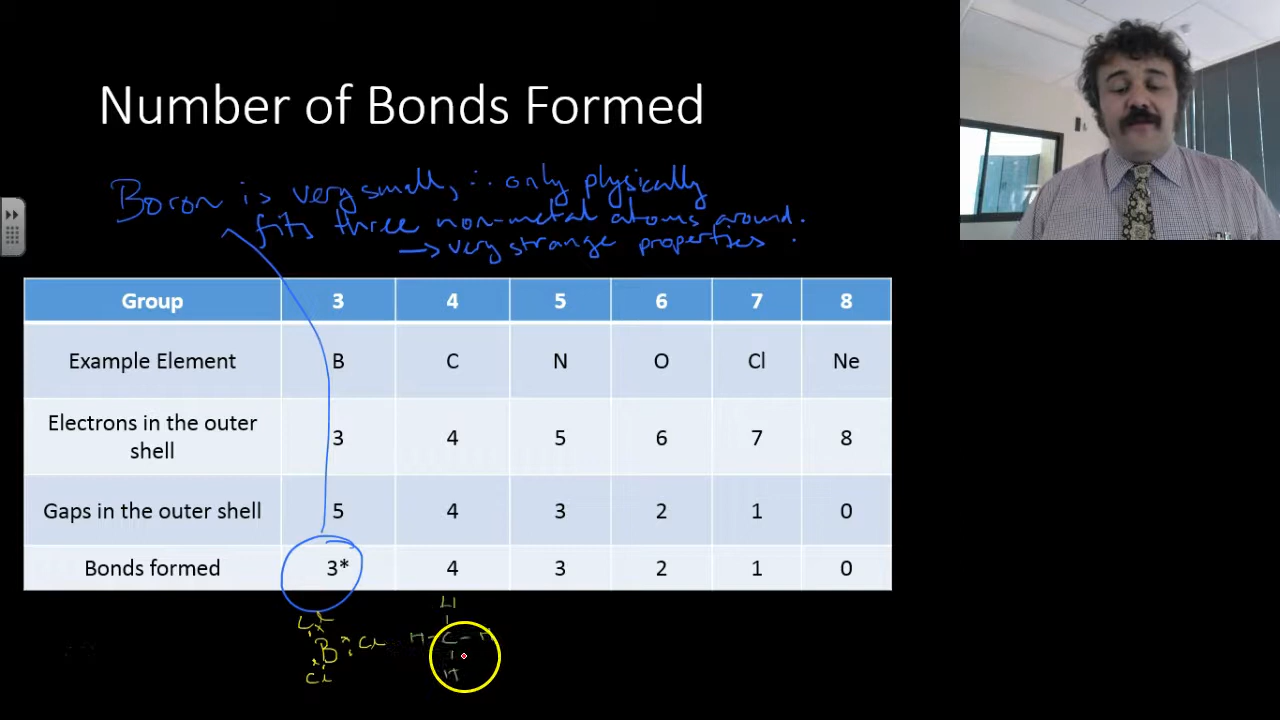 Number of Bonds Formed
Boron is very small, ∴ only physically
fits three non-metal atoms around.
→ very strange properties.
Group 3 4 5 6 7 8
Example Element B C N O Cl Ne
Electrons in the outer shell 3 4 5 6 7 8
Gaps in the outer shell 5 4 3 2 1 0
Bonds formed 3* 4 3 2 1 0
Cl H
B Cl H-C-H
Cl H